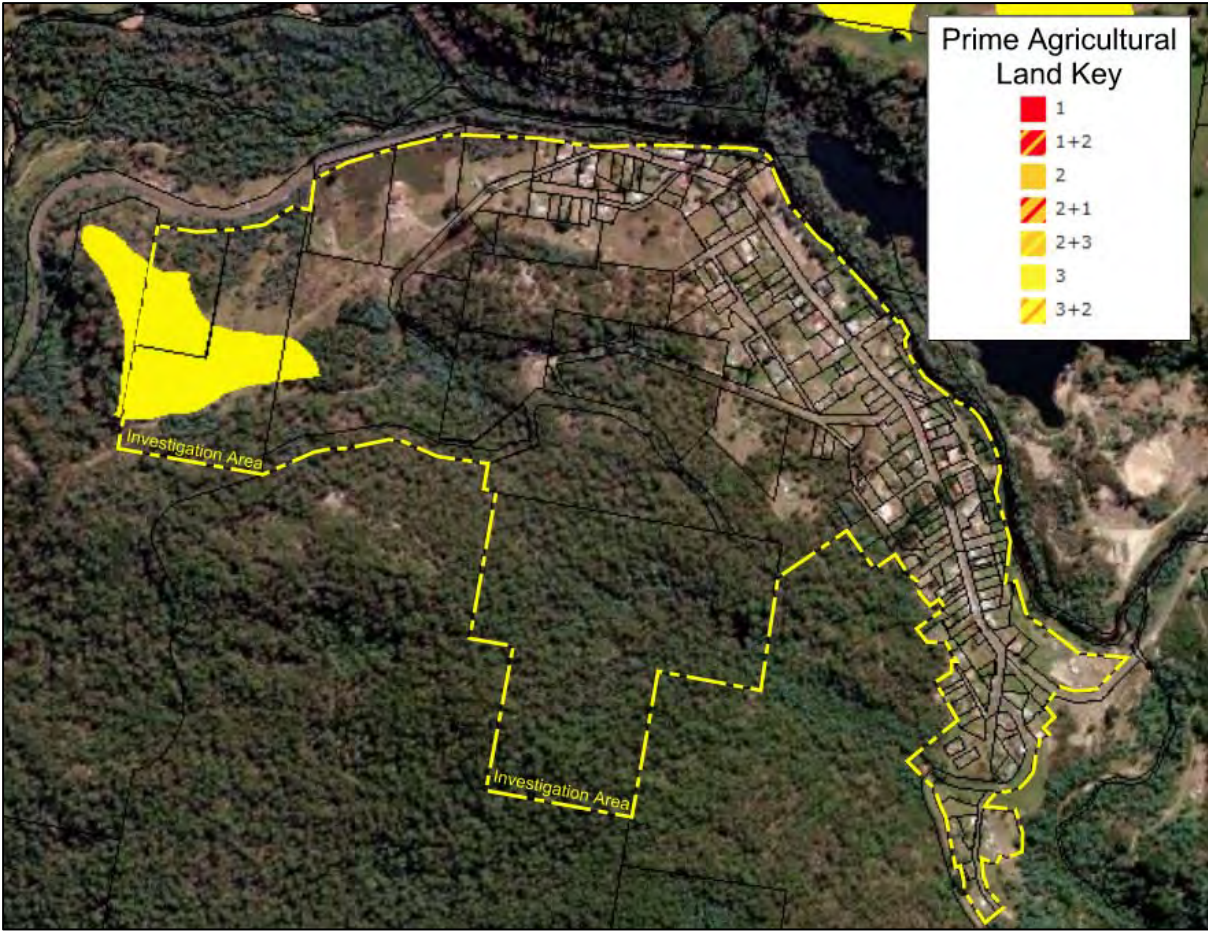 Prime Agricultural
Land Key
1
1+2
2
2+1
2+3
3
3+2
Investigation Area
Investigation Area